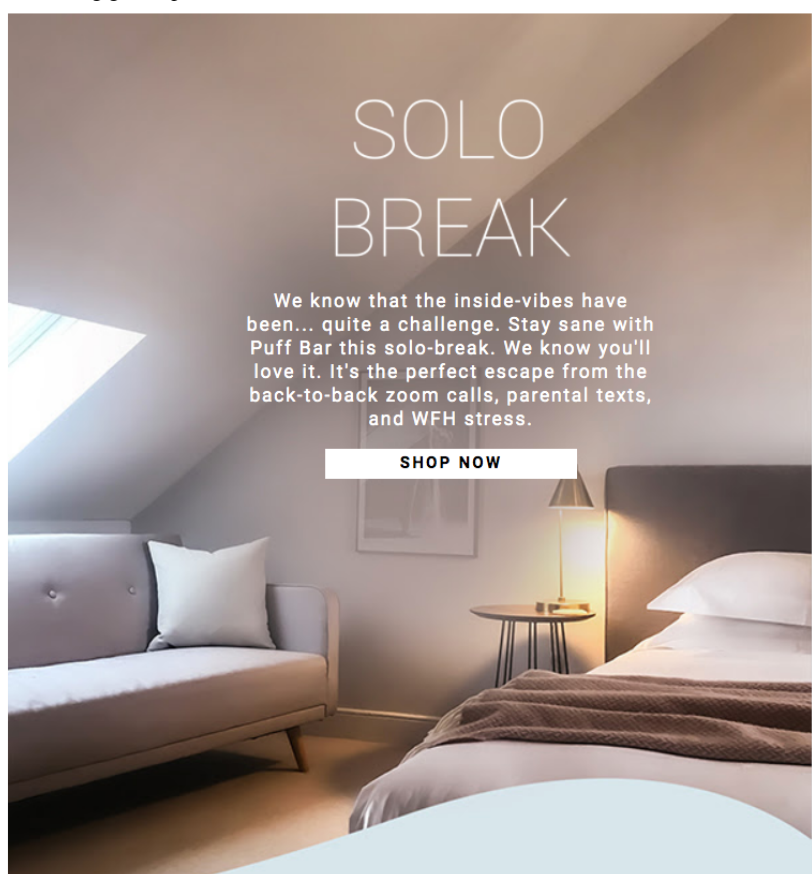 SOLO
BREAK
We know that the inside-vibes have
been... quite a challenge. Stay sane with
Puff Bar this solo-break. We know you'll
love it. It's the perfect escape from the
back-to-back zoom calls, parental texts,
and WFH stress.
SHOP NOW